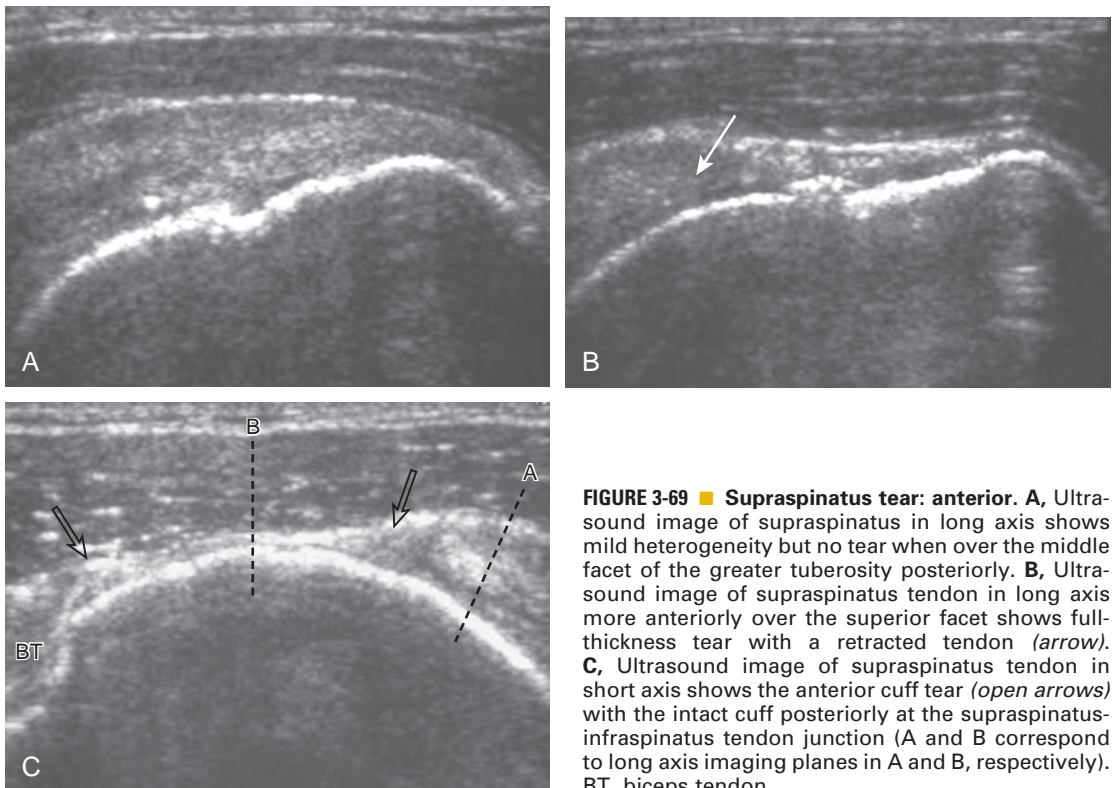 A
B
B
A
BT
C
FIGURE 3-69 ■ Supraspinatus tear: anterior. A, Ultra-
sound image of supraspinatus in long axis shows
mild heterogeneity but no tear when over the middle
facet of the greater tuberosity posteriorly. B, Ultra-
sound image of supraspinatus tendon in long axis
more anteriorly over the superior facet shows full-
thickness tear with a retracted tendon (arrow).
C, Ultrasound image of supraspinatus tendon in
short axis shows the anterior cuff tear (open arrows)
with the intact cuff posteriorly at the supraspinatus-
infraspinatus tendon junction (A and B correspond
to long axis imaging planes in A and B, respectively).
BT, biceps tendon